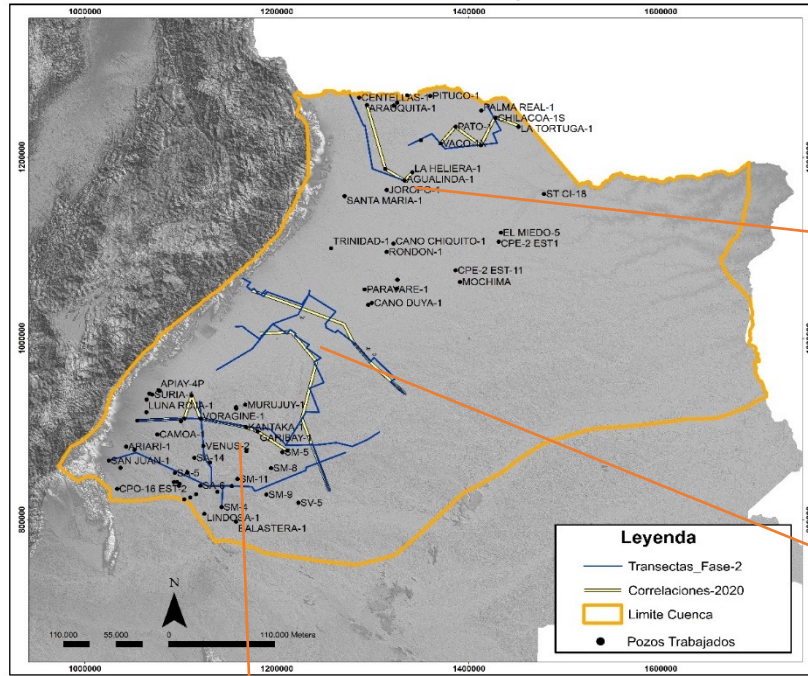 1000000 1200000 1400000 1600000
1200000
1000000
800000
CENTELLAS-1
PITUCO-1
ARAUQUITA-1
PALMA REAL-1
CHILACOA-1S
PATO-1
LA TORTUGA-1
VACO-1
LA HELIERA-1
AGUALINDA-1
JOROPO-1
ST CI-18
SANTA MARIA-1
EL MIEDO-5
TRINIDAD-1
CANO CHIQUITO-1
CPE-2 EST1
RONDON-1
CPE-2 EST-11
MOCHIMA
PARAVARE-1
CANO DUYA-1
APIAY-4P
SURIA-1
LUNA ROJA-1
MURUJUY-1
VORAGINE-1
KANTAKA-1
CAMOA-1
GARIBAY-1
ARIARI-1
VENUS-2
SM-5
SAN JUAN-1
SA-14
SM-8
SA-5
SM-11
CPO-16 EST-2
SA-6
SM-9
SV-5
SM-4
LINDOSA-1
BALASTERA-1
N
110.000 55.000 0 110.000 Meters
Leyenda
Transectas_Fase-2
Correlaciones-2020
Limite Cuenca
Pozos Trabajados
1000000 1200000 1400000 1600000